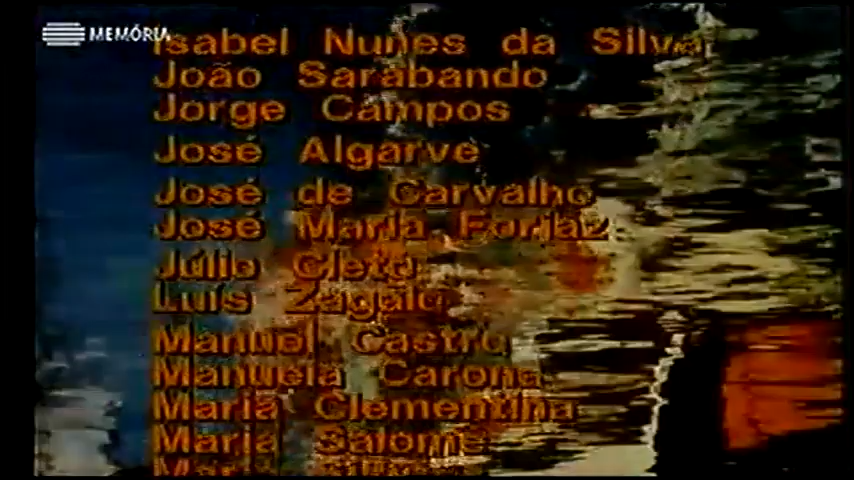 MEMÓRIA
Isabel Nunes da Silva
João Sarabando
Jorge Campos
José Algarve
José de Carvalho
José Maria Forjaz
Júlio Cleto
Luís Zagalo
Manuel Castro
Manuela Carona
Maria Clementina
Maria Salomé
Maria